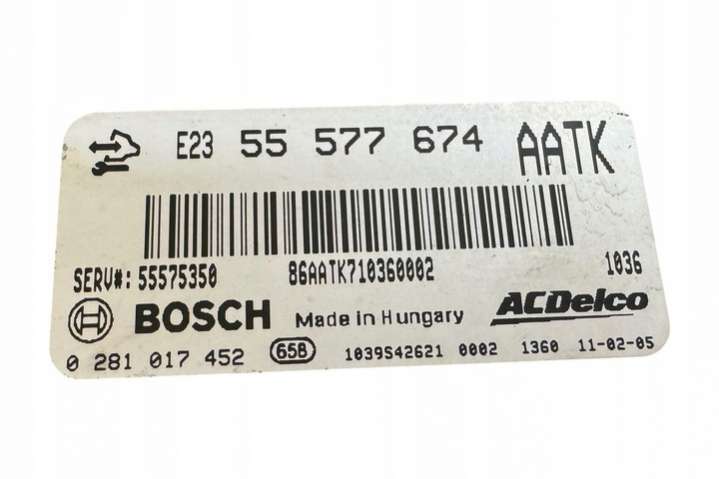 E23 55 577 674 AATK
SERV#: 55575350 86AATK710360002 1036
BOSCH Made in Hungary ACDelco
0 281 017 452 65B 1039S42621 0002 1360 11-02-05